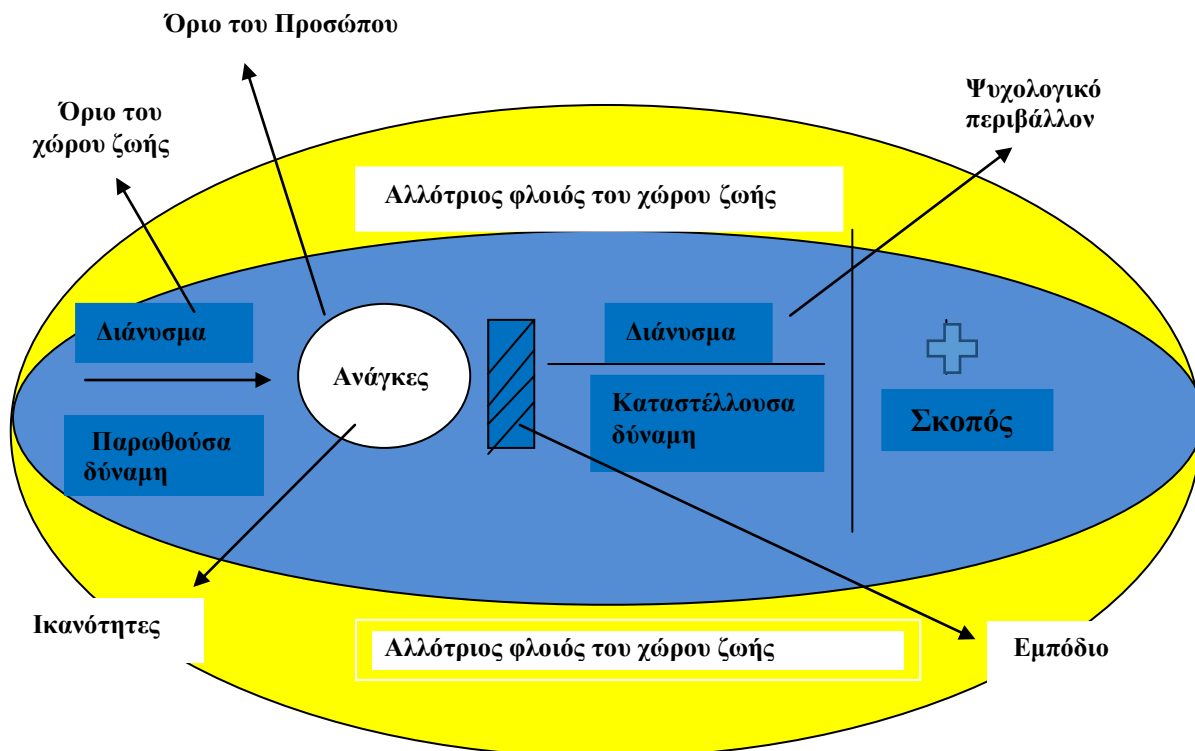 Όριο του Προσώπου
Όριο του
χώρου ζωής
Ψυχολογικό
περιβάλλον
Αλλότριος φλοιός του χώρου ζωής
Διάνυσμα
Παρωθούσα
δύναμη
Ανάγκες
Διάνυσμα
Καταστέλλουσα
δύναμη
Σκοπός
Ικανότητες
Αλλότριος φλοιός του χώρου ζωής
Εμπόδιο